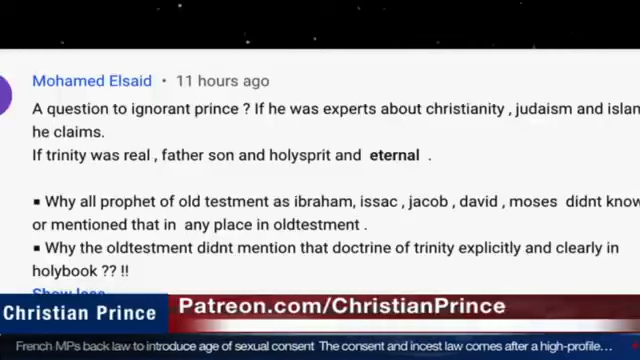 Mohamed Elsaid • 11 hours ago
A question to ignorant prince ? If he was experts about christianity , judaism and islam
he claims.
If trinity was real , father son and holysprit and eternal .
▪ Why all prophet of old testment as ibraham, issac , jacob , david , moses didnt know
or mentioned that in any place in oldtestment .
▪ Why the oldtestment didnt mention that doctrine of trinity explicitly and clearly in
holybook ?? !!
Show less
Christian Prince
Patreon.com/ChristianPrince
French MPs back law to introduce age of sexual consent The consent and incest law comes after a high-profile…